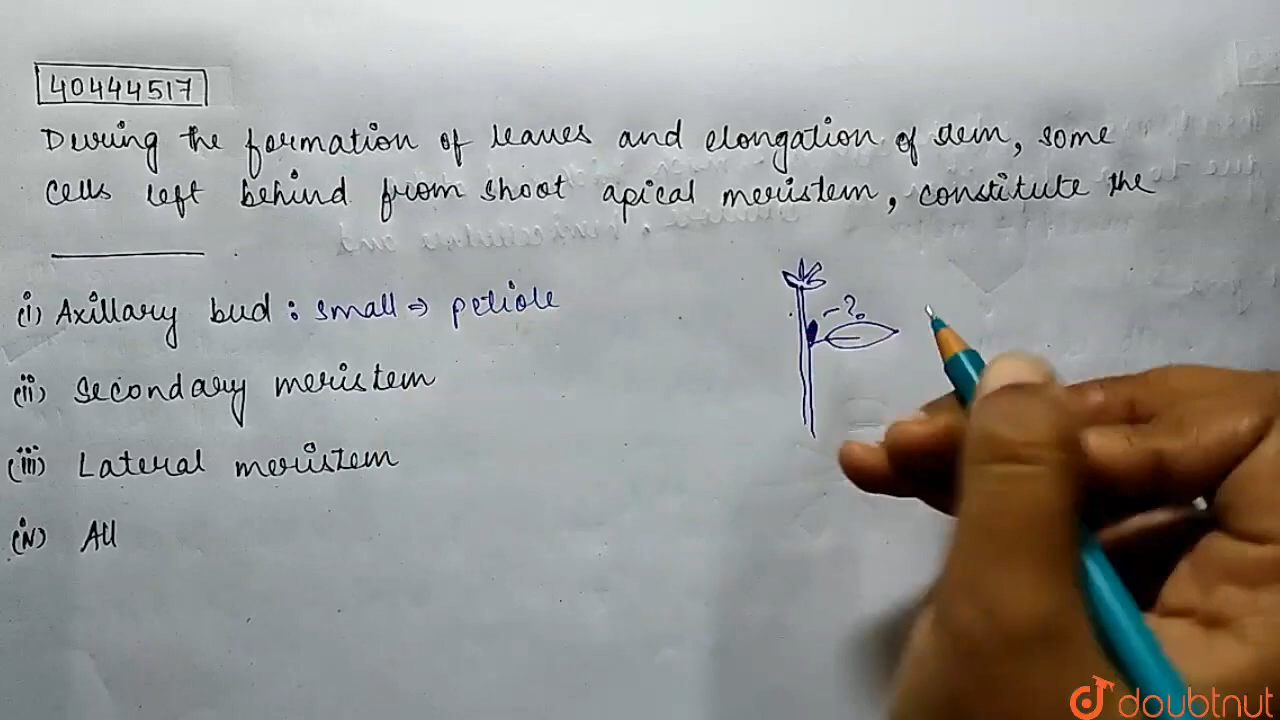 40444517
During the formation of leaves and elongation of stem, some
cells left behind from shoot apical meristem, constitute the
(i) Axillary bud : small → petiole
-?
(ii) Secondary meristem
(iii) Lateral meristem
(iv) All
doubtnut